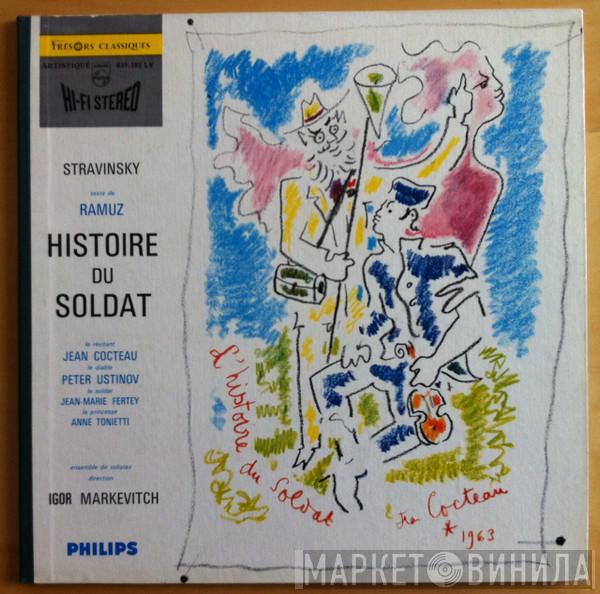 TRÉSORS CLASSIQUES
ARTISTIQUE
HI-FI STEREO
STRAVINSKY
texte de
RAMUZ
HISTOIRE
DU
SOLDAT
le récitant
JEAN COCTEAU
le diable
PETER USTINOV
le soldat
JEAN-MARIE FERTEY
la princesse
ANNE TONIETTI
ensemble de solistes
direction
IGOR MARKEVITCH
PHILIPS
L'histoire
du Soldat
Jean Cocteau
* 1963
МАРКЕТ ВИНИЛА